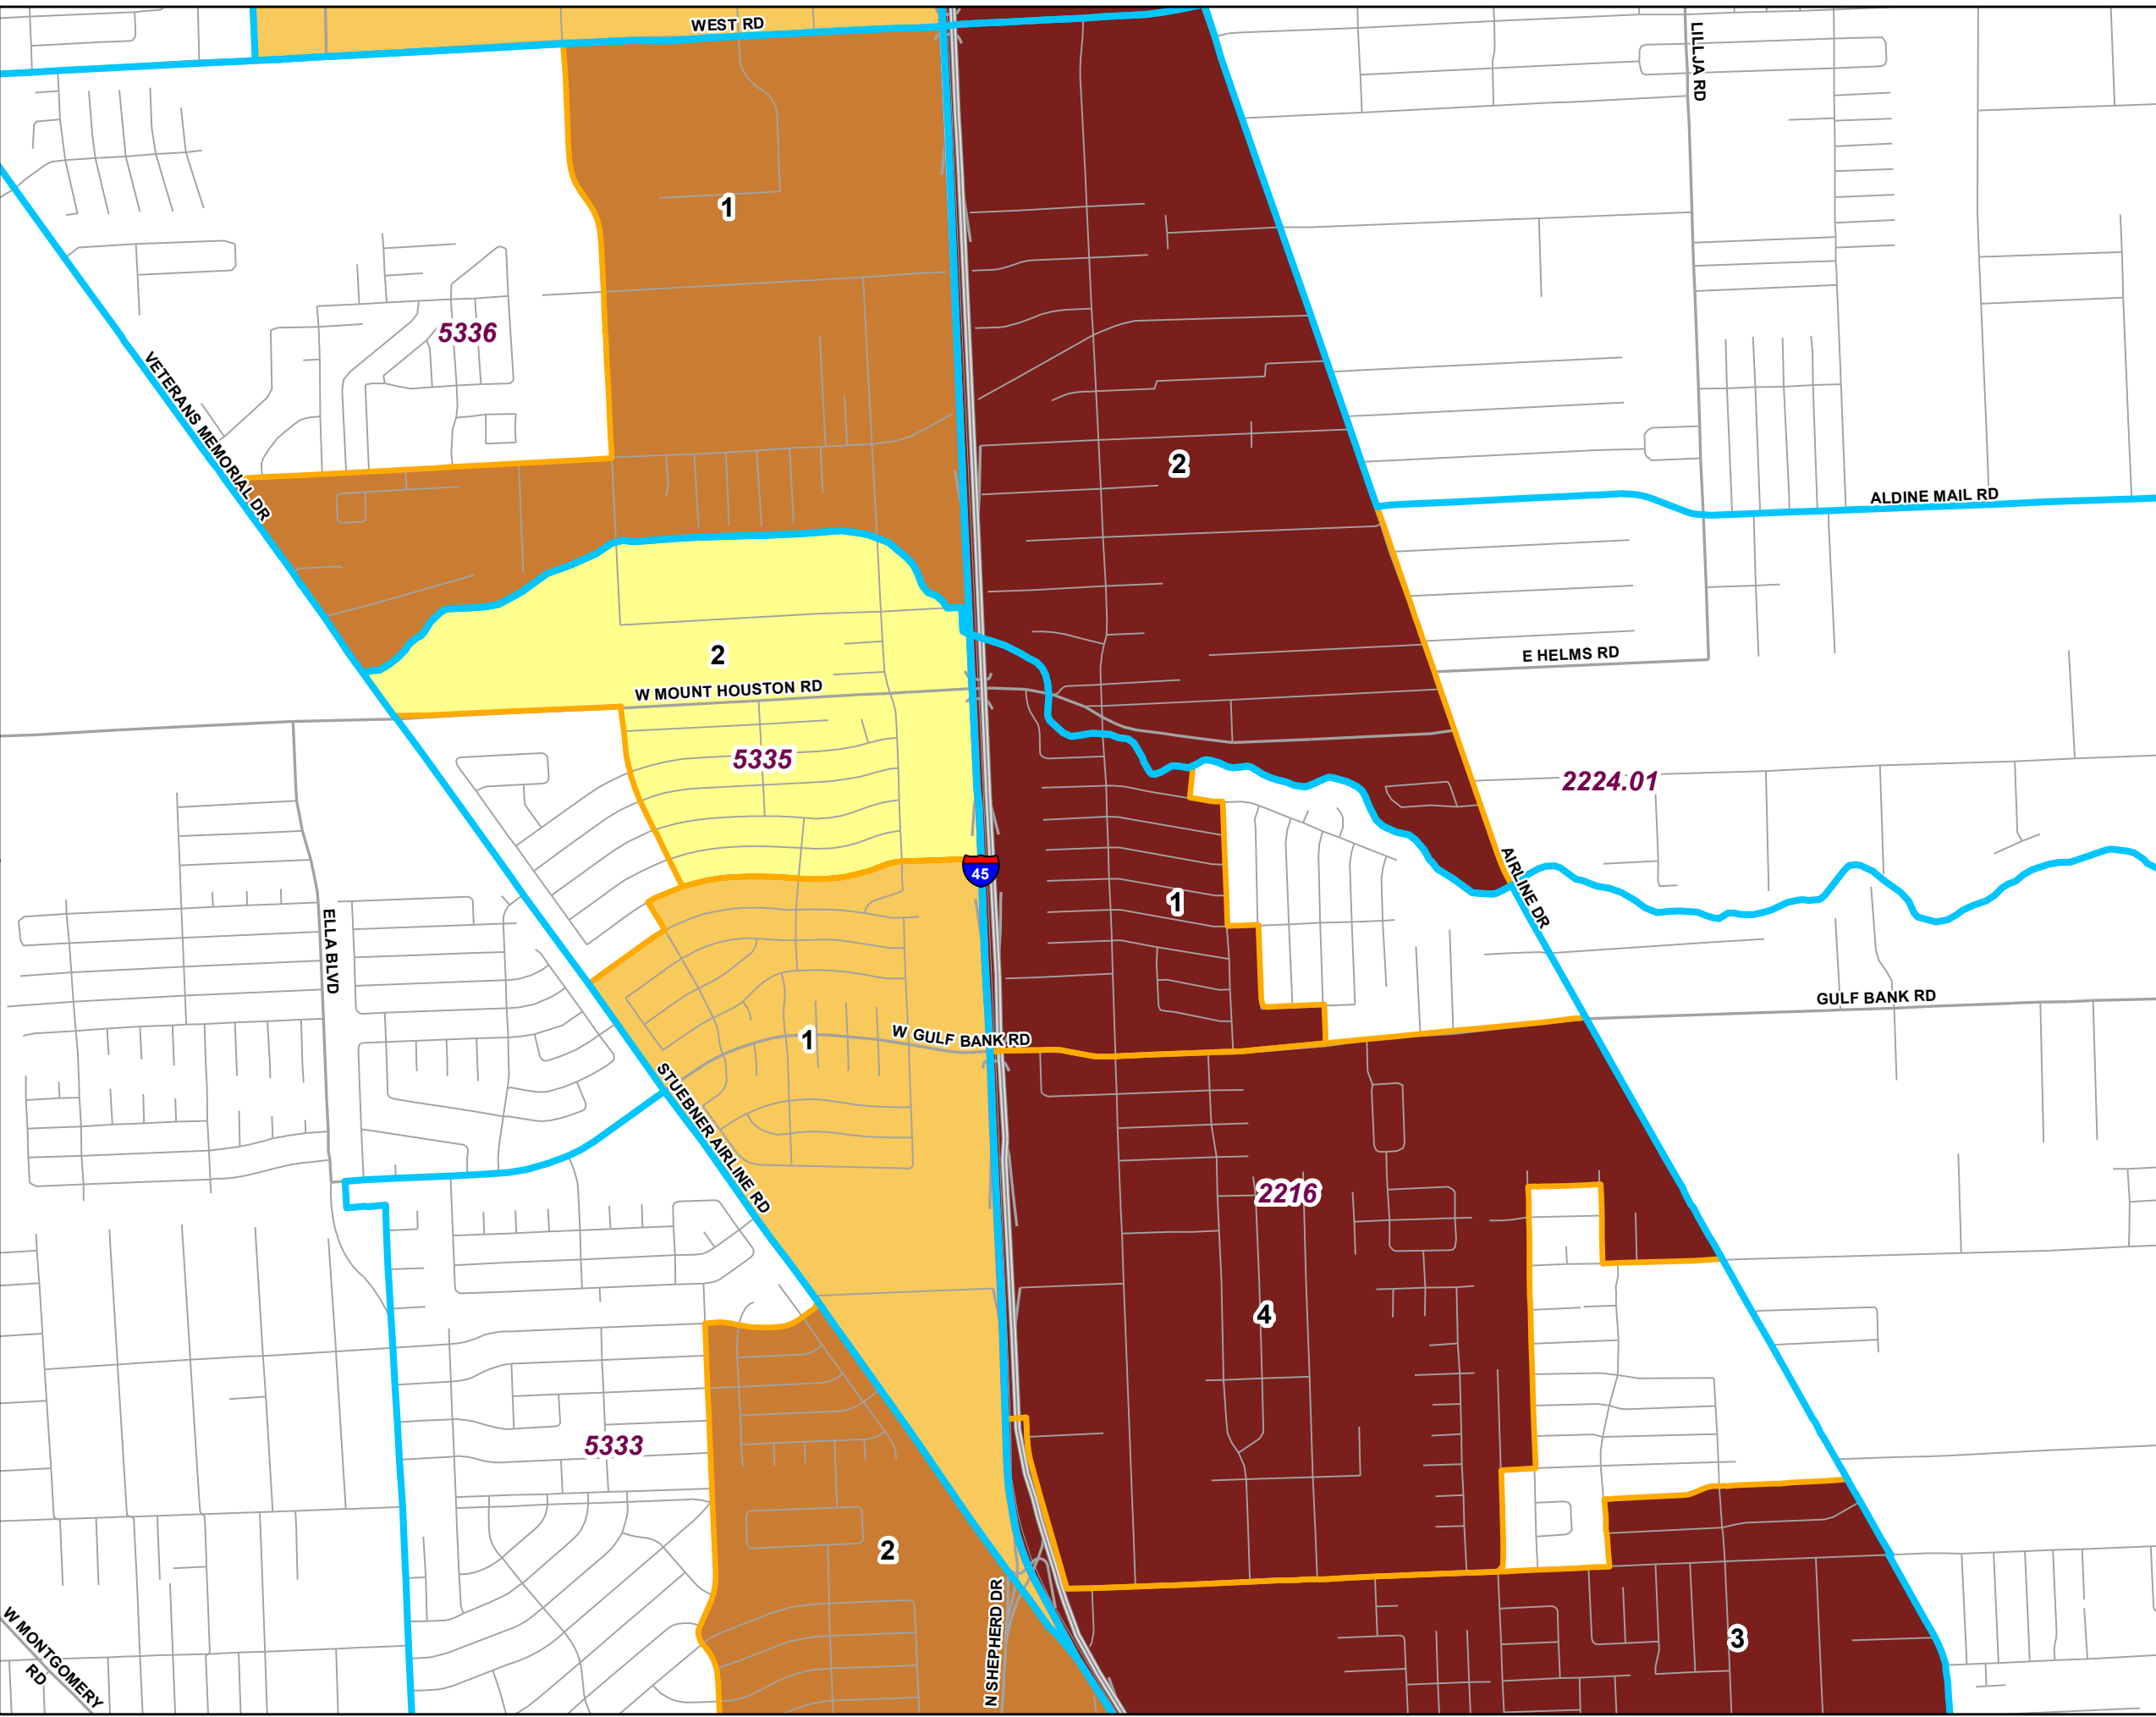 WEST RD
LILJA RD
1
5336
VETERANS MEMORIAL DR
2
ALDINE MAIL RD
2
E HELMS RD
W MOUNT HOUSTON RD
5335
2224.01
45
AIRLINE DR
1
ELLA BLVD
GULF BANK RD
1
W GULF BANK RD
STUEBNER AIRLINE RD
2216
4
5333
2
N SHEPHERD DR
3
W MONTGOMERY
RD